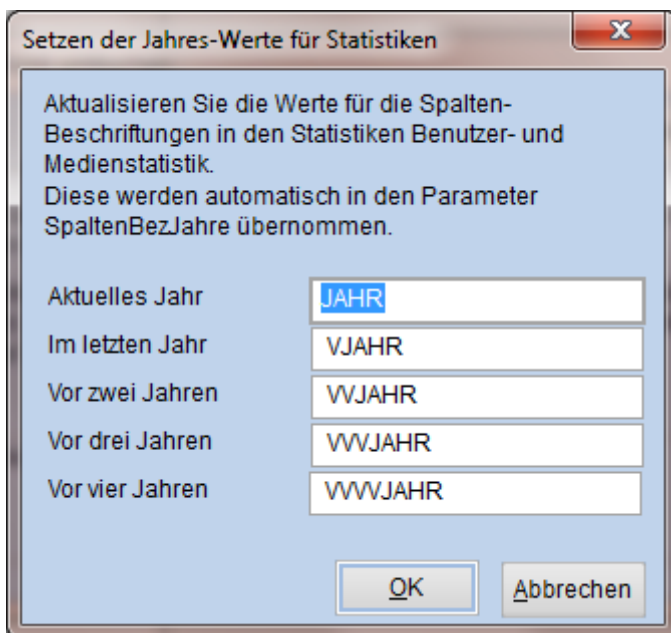 Setzen der Jahres-Werte für Statistiken
Aktualisieren Sie die Werte für die Spalten-
Beschriftungen in den Statistiken Benutzer- und
Medienstatistik.
Diese werden automatisch in den Parameter
SpaltenBezJahre übernommen.
Aktuelles Jahr JAHR
Im letzten Jahr VJAHR
Vor zwei Jahren VVJAHR
Vor drei Jahren VVVJAHR
Vor vier Jahren VVVVJAHR
OK Abbrechen